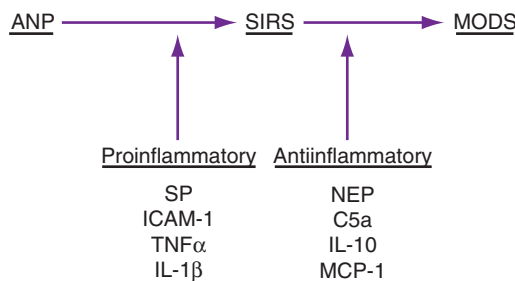 ANP SIRS MODS
Proinflammatory Antiinflammatory
SP NEP
ICAM-1 C5a
TNFα IL-10
IL-1β MCP-1